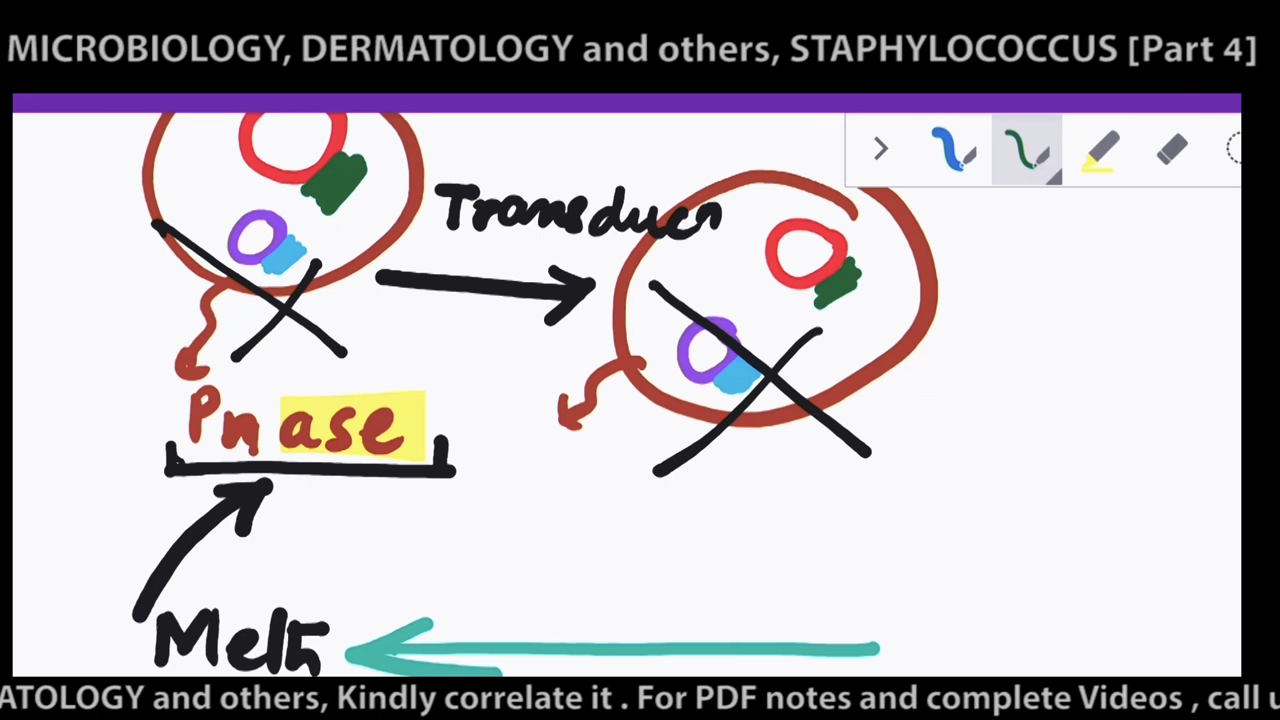 MICROBIOLOGY, DERMATOLOGY and others, STAPHYLOCOCCUS [Part 4]
Transducn
Pnase
Meth
ATOLOGY and others, Kindly correlate it . For PDF notes and complete Videos , call u